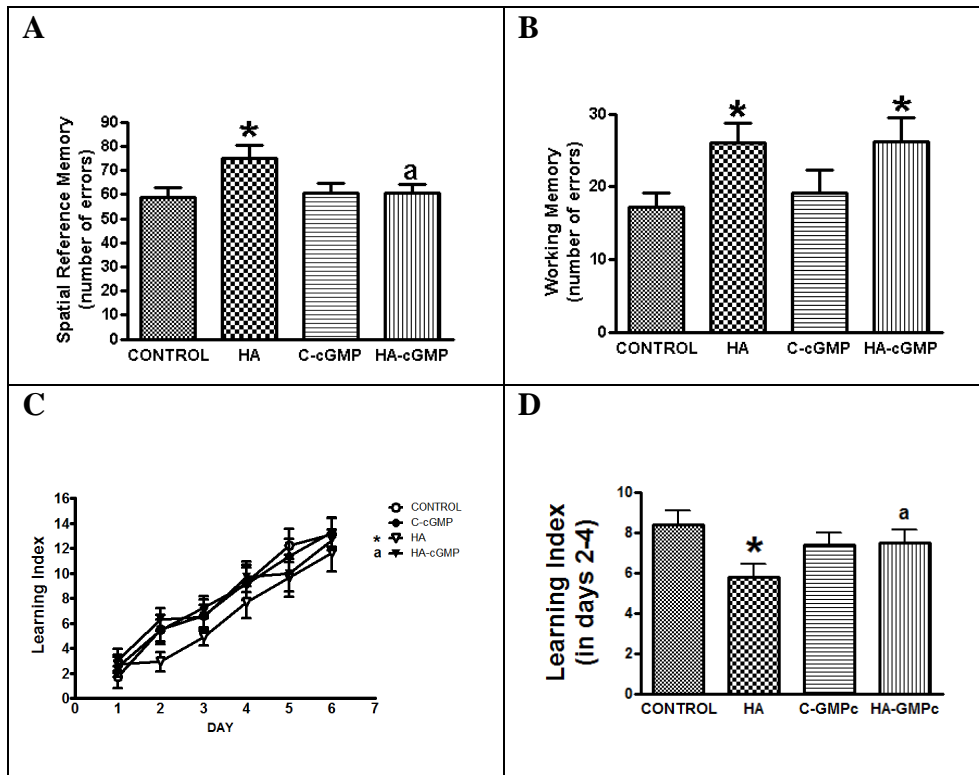 A
Spatial Reference Memory
(number of errors)
90
80
70
60
50
40
30
20
10
0
*
a
CONTROL HA C-cGMP HA-cGMP
B
Working Memory
(number of errors)
30
20
10
0
*
*
CONTROL HA C-cGMP HA-cGMP
C
Learning Index
16
14
12
10
8
6
4
2
0
0 1 2 3 4 5 6 7
DAY
CONTROL
C-cGMP
* HA
a HA-cGMP
D
Learning Index
(in days 2-4)
10
8
6
4
2
0
*
a
CONTROL HA C-GMPc HA-GMPc